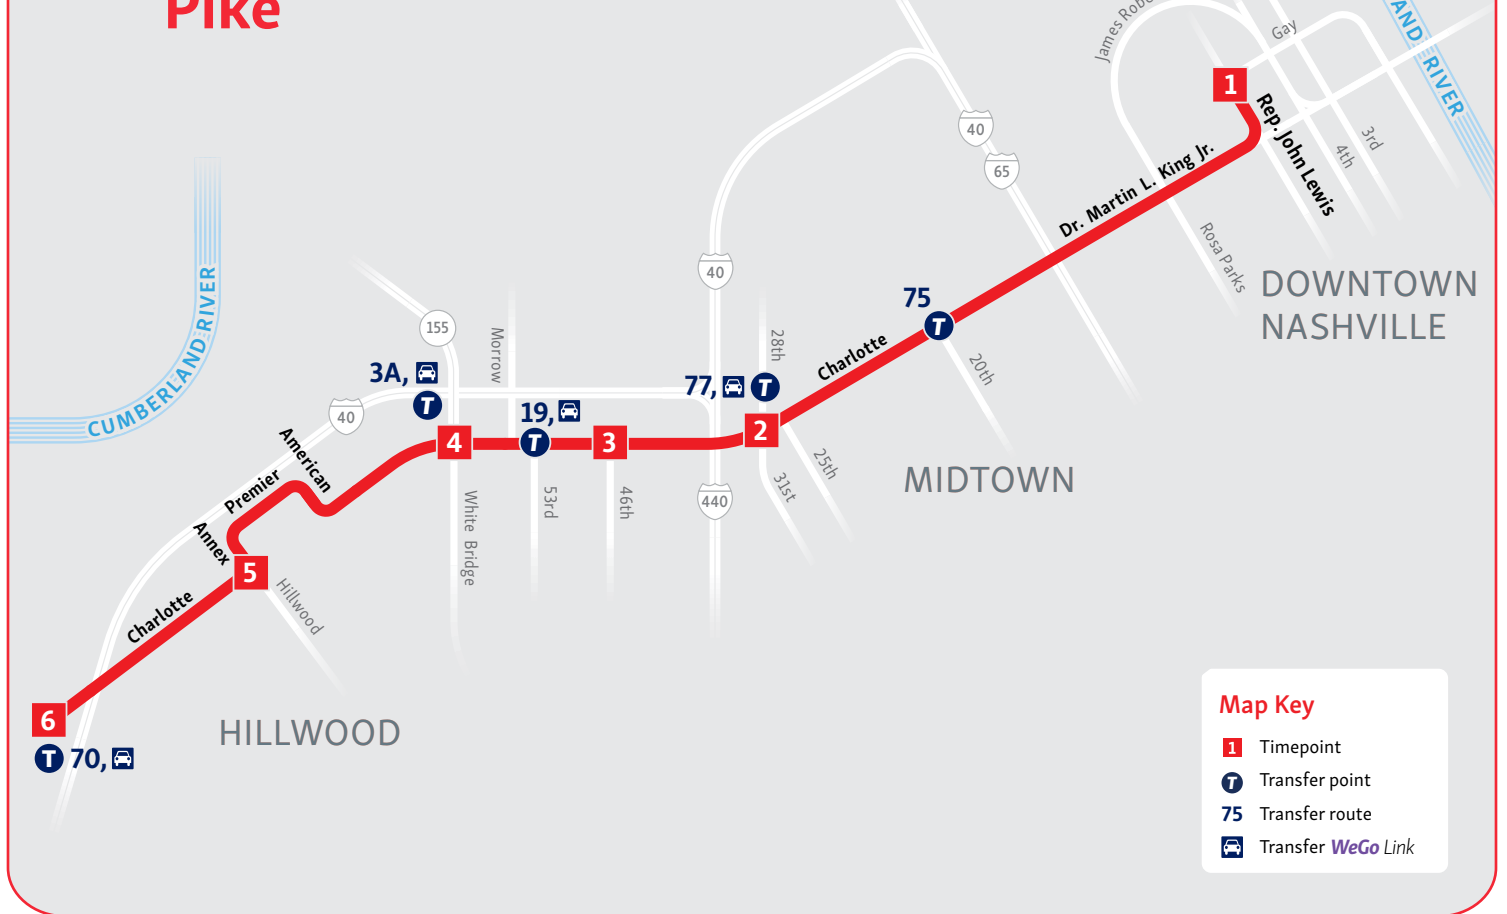 Pike
James Robe
Gay
AND RIVER
1
Rep. John Lewis
3rd
4th
40
65
Dr. Martin L. King Jr.
Rosa Parks
DOWNTOWN
NASHVILLE
CUMBERLAND RIVER
40
155
Morrow
28th
75
T
20th
Charlotte
3A,
T
77,
T
19,
T
40
4
3
2
American
Premier
Annex
MIDTOWN
25th
31st
440
46th
53rd
White Bridge
5
Hillwood
Charlotte
6
T 70,
HILLWOOD
Map Key
1 Timepoint
T Transfer point
75 Transfer route
Transfer WeGo Link